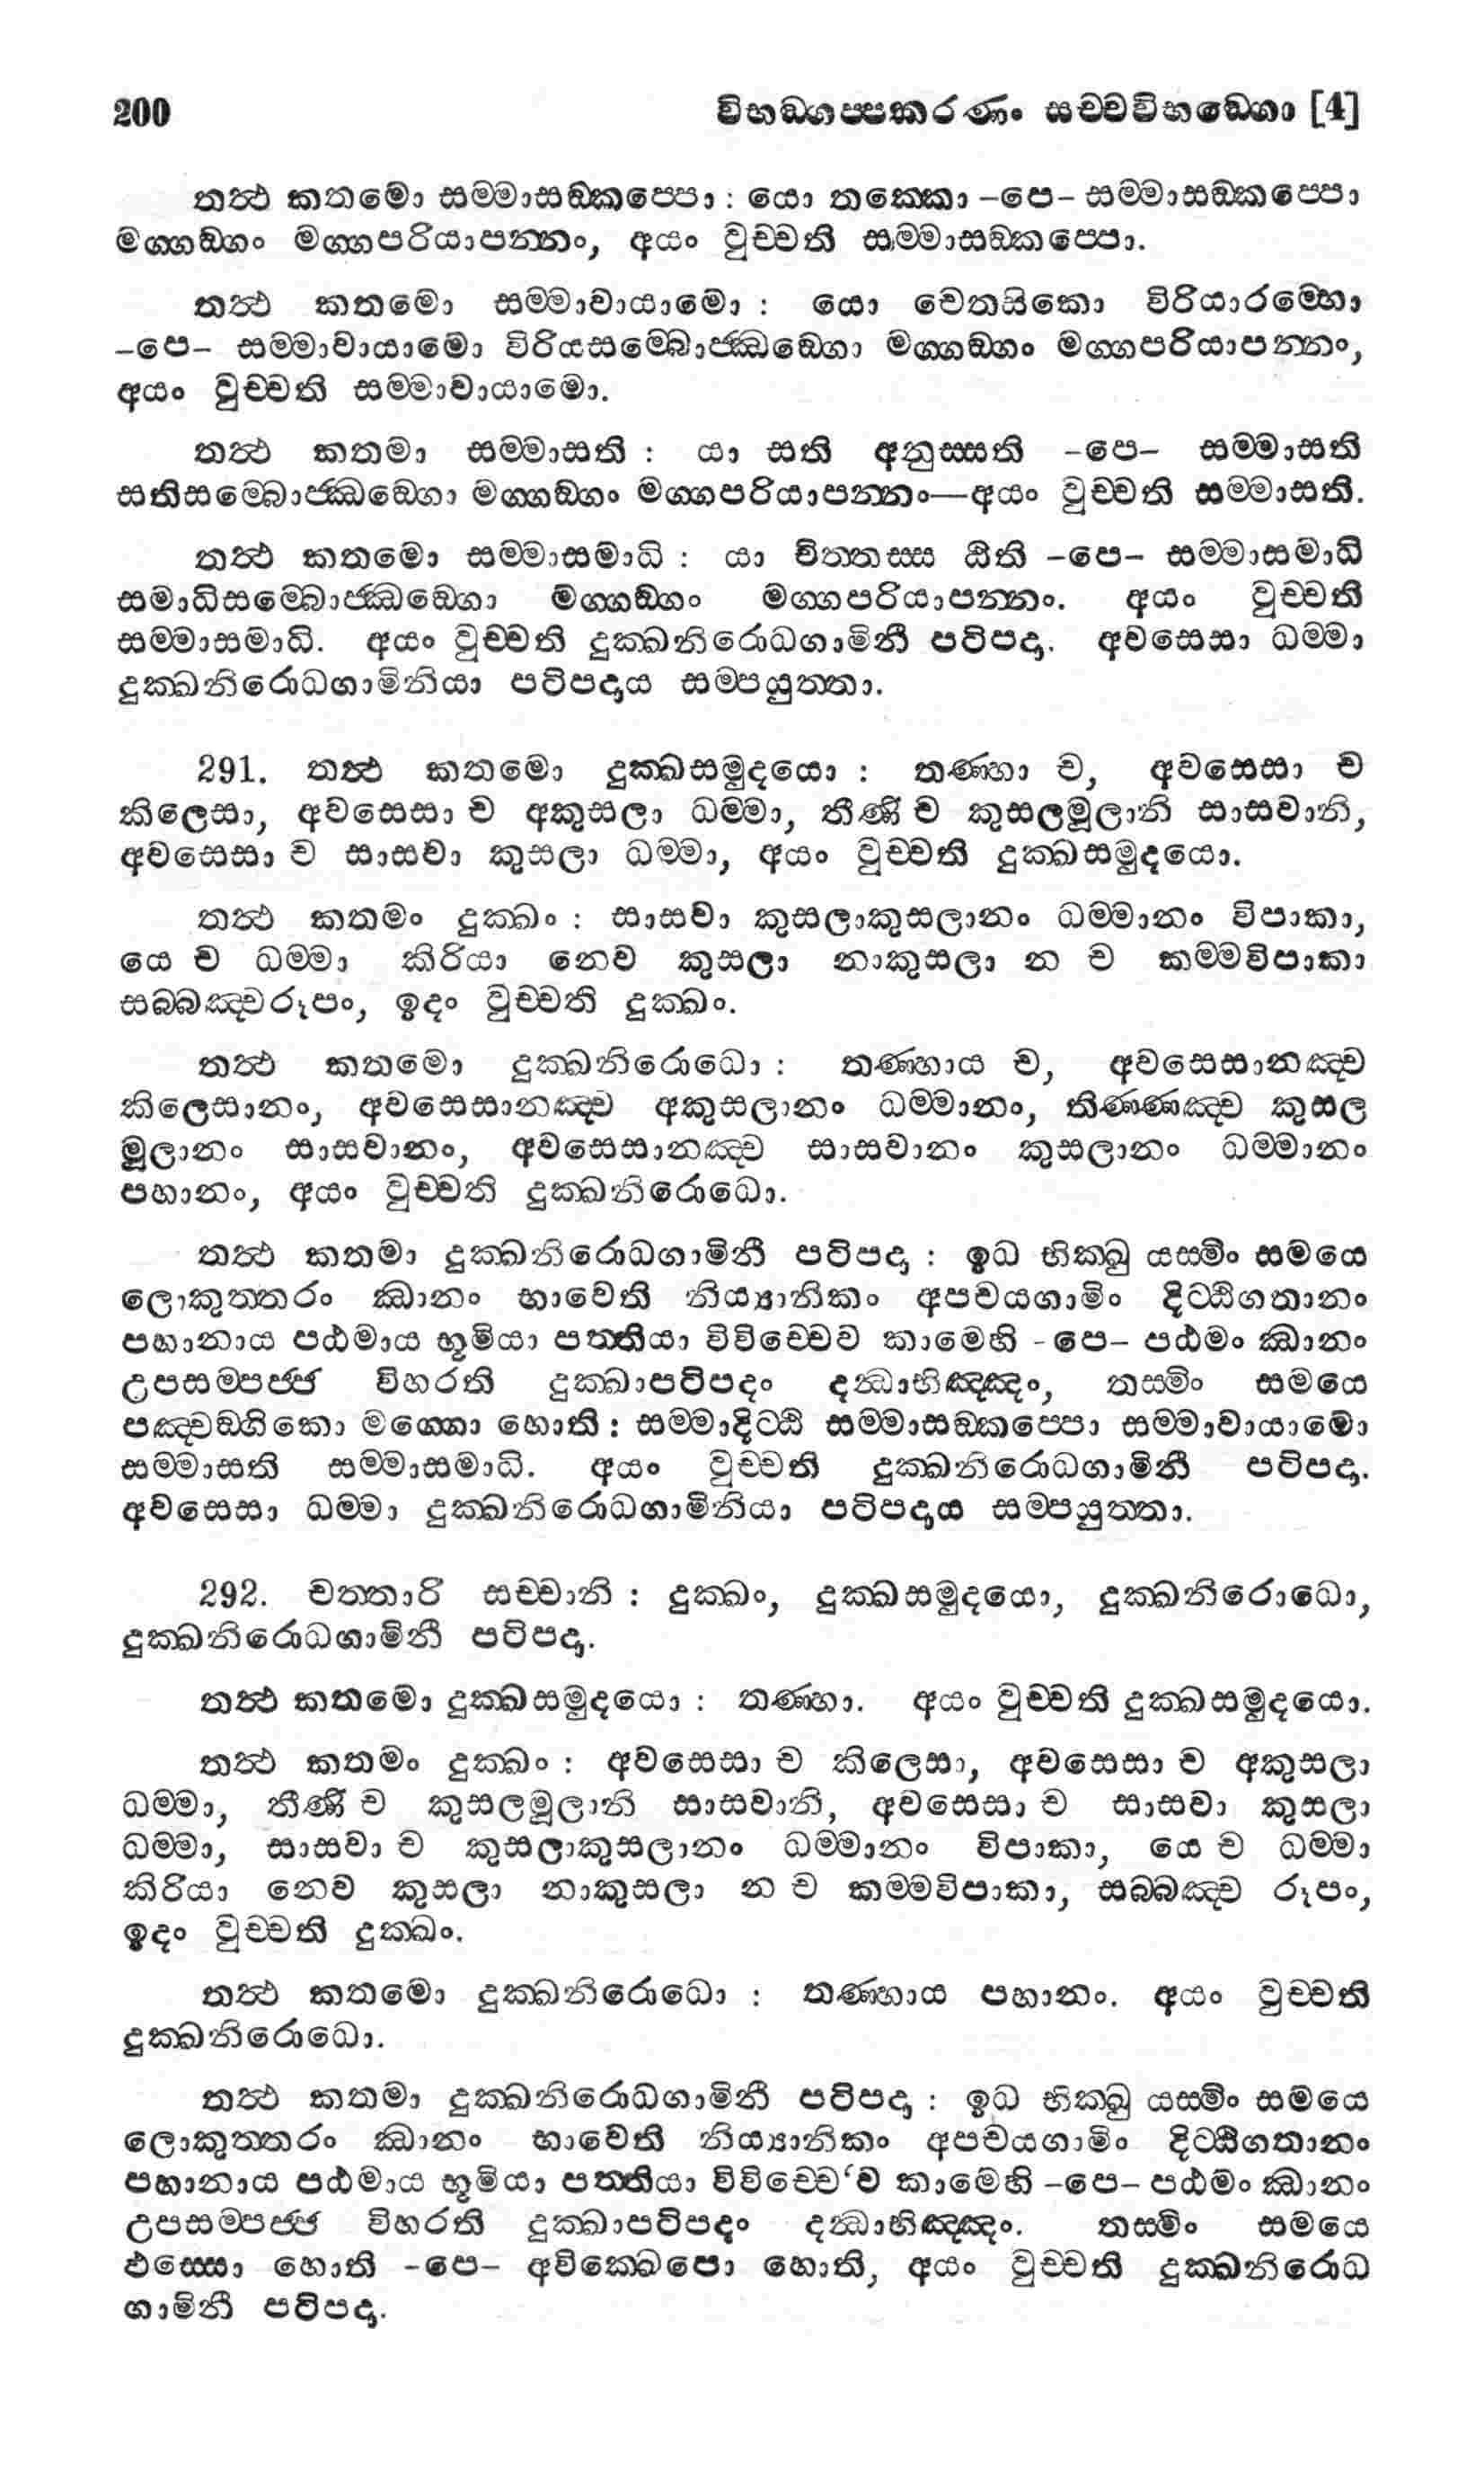 200 විභඞ්ගප්පකරණං සච්චවිභඞ්ගො [4]
තත්‍ථ කතමො සම්මාසඞ්කප්පො : යො තක්කො –පෙ– සම්මාසඞ්කප්පො
මග්ගඞ්ගං මග්ගපරියාපන්නං, අයං වුච්චති සම්මාසඞ්කප්පො.
තත්‍ථ කතමො සම්මාවායාමො : යො චෙතසිකො විරියාරම්භො
–පෙ– සම්මාවායාමො විරියසම්බොජ්ඣඞ්ගො මග්ගඞ්ගං මග්ගපරියාපන්නං,
අයං වුච්චති සම්මාවායාමො.
තත්‍ථ කතමා සම්මාසති : යා සති අනුස්සති –පෙ– සම්මාසති
සතිසම්බොජ්ඣඞ්ගො මග්ගඞ්ගං මග්ගපරියාපන්නං—අයං වුච්චති සම්මාසති.
තත්‍ථ කතමො සම්මාසමාධි : යා චිත්තස්ස ඨිති –පෙ– සම්මාසමාධි
සමාධිසම්බොජ්ඣඞ්ගො මග්ගඞ්ගං මග්ගපරියාපන්නං. අයං වුච්චති
සම්මාසමාධි. අයං වුච්චති දුක්ඛනිරොධගාමිනී පටිපදා. අවසෙසා ධම්මා
දුක්ඛනිරොධගාමිනියා පටිපදාය සම්පයුත්තා.
291. තත්‍ථ කතමො දුක්ඛසමුදයො : තණ්හා ච, අවසෙසා ච
කිලෙසා, අවසෙසා ච අකුසලා ධම්මා, තීණි ච කුසලමූලානි සාසවානි,
අවසෙසා ච සාසවා කුසලා ධම්මා, අයං වුච්චති දුක්ඛසමුදයො.
තත්‍ථ කතමං දුක්ඛං : සාසවා කුසලාකුසලානං ධම්මානං විපාකා,
යෙ ච ධම්මා කිරියා නෙව කුසලා නාකුසලා න ච කම්මවිපාකා
සබ්බඤ්චරූපං, ඉදං වුච්චති දුක්ඛං.
තත්‍ථ කතමො දුක්ඛනිරොධො : තණ්හාය ච, අවසෙසානඤ්ච
කිලෙසානං, අවසෙසානඤ්ච අකුසලානං ධම්මානං, තිණ්ණඤ්ච කුසල
මූලානං සාසවානං, අවසෙසානඤ්ච සාසවානං කුසලානං ධම්මානං
පහානං, අයං වුච්චති දුක්ඛනිරොධො.
තත්‍ථ කතමා දුක්ඛනිරොධගාමිනී පටිපදා : ඉධ භික්ඛු යස්මිං සමයෙ
ලොකුත්තරං ඣානං භාවෙති නිය්‍යානිකං අපචයගාමිං දිට්ඨිගතානං
පහානාය පඨමාය භූමියා පත්තියා විවිච්චෙව කාමෙහි –පෙ– පඨමං ඣානං
උපසම්පජ්ජ විහරති දුක්ඛාපටිපදං දන්ධාභිඤ්ඤං, තස්මිං සමයෙ
පඤ්චඞ්ගිකො මග්ගො හොති : සම්මාදිට්ඨි සම්මාසඞ්කප්පො සම්මාවායාමො
සම්මාසති සම්මාසමාධි. අයං වුච්චති දුක්ඛනිරොධගාමිනී පටිපදා.
අවසෙසා ධම්මා දුක්ඛනිරොධගාමිනියා පටිපදාය සම්පයුත්තා.
292. චත්තාරි සච්චානි : දුක්ඛං, දුක්ඛසමුදයො, දුක්ඛනිරොධො,
දුක්ඛනිරොධගාමිනී පටිපදා.
තත්‍ථ කතමො දුක්ඛසමුදයො : තණ්හා. අයං වුච්චති දුක්ඛසමුදයො.
තත්‍ථ කතමං දුක්ඛං : අවසෙසා ච කිලෙසා, අවසෙසා ච අකුසලා
ධම්මා, තීණි ච කුසලමූලානි සාසවානි, අවසෙසා ච සාසවා කුසලා
ධම්මා, සාසවා ච කුසලාකුසලානං ධම්මානං විපාකා, යෙ ච ධම්මා
කිරියා නෙව කුසලා නාකුසලා න ච කම්මවිපාකා, සබ්බඤ්ච රූපං,
ඉදං වුච්චති දුක්ඛං.
තත්‍ථ කතමො දුක්ඛනිරොධො : තණ්හාය පහානං. අයං වුච්චති
දුක්ඛනිරොධො.
තත්‍ථ කතමා දුක්ඛනිරොධගාමිනී පටිපදා : ඉධ භික්ඛු යස්මිං සමයෙ
ලොකුත්තරං ඣානං භාවෙති නිය්‍යානිකං අපචයගාමිං දිට්ඨිගතානං
පහානාය පඨමාය භූමියා පත්තියා විවිච්චෙ‘ව කාමෙහි –පෙ– පඨමං ඣානං
උපසම්පජ්ජ විහරති දුක්ඛාපටිපදං දන්ධාභිඤ්ඤං. තස්මිං සමයෙ
ඵස්සො හොති –පෙ– අවික්ඛෙපො හොති, අයං වුච්චති දුක්ඛනිරොධ
ගාමිනී පටිපදා.